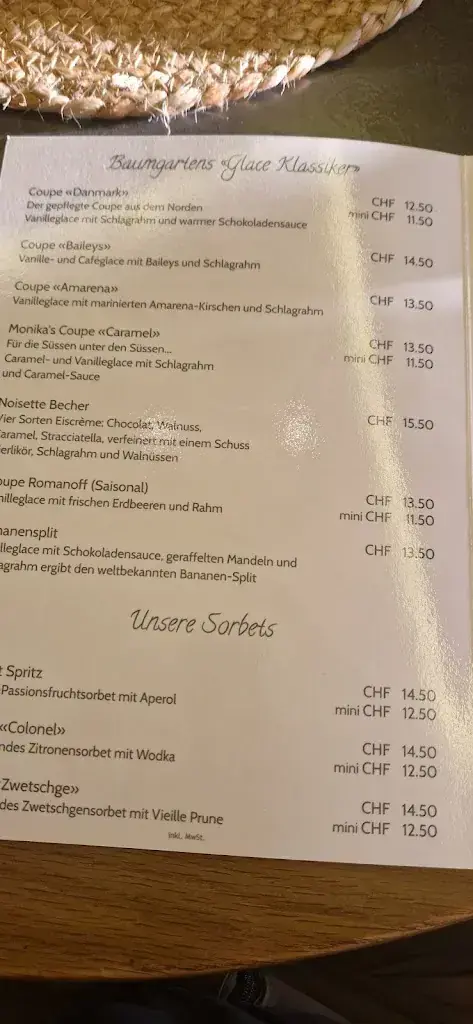 Baumgartens «Glace Klassiker»
Coupe «Danmark»
Der gepflegte Coupe aus dem Norden CHF 12.50
Vanilleglace mit Schlagrahm und warmer Schokoladensauce mini CHF 11.50
Coupe «Baileys»
Vanille- und Caféglace mit Baileys und Schlagrahm CHF 14.50
Coupe «Amarena»
Vanilleglace mit marinierten Amarena-Kirschen und Schlagrahm CHF 13.50
Monika's Coupe «Caramel»
Für die Süssen unter den Süssen... CHF 13.50
Caramel- und Vanilleglace mit Schlagrahm mini CHF 11.50
und Caramel-Sauce
Noisette Becher
Vier Sorten Eiscrème: Chocolat, Walnuss, CHF 15.50
aramel, Stracciatella, verfeinert mit einem Schuss
erlikör, Schlagrahm und Walnüssen
oupe Romanoff (Saisonal)
nilleglace mit frischen Erdbeeren und Rahm CHF 13.50
mini CHF 11.50
nanensplit
lleglace mit Schokoladensauce, geraffelten Mandeln und CHF 13.50
agrahm ergibt den weltbekannten Bananen-Split
Unsere Sorbets
t Spritz
Passionsfruchtsorbet mit Aperol CHF 14.50
mini CHF 12.50
«Colonel»
ndes Zitronensorbet mit Wodka CHF 14.50
mini CHF 12.50
Zwetschge»
des Zwetschgensorbet mit Vieille Prune CHF 14.50
mini CHF 12.50
inkl. MwSt.